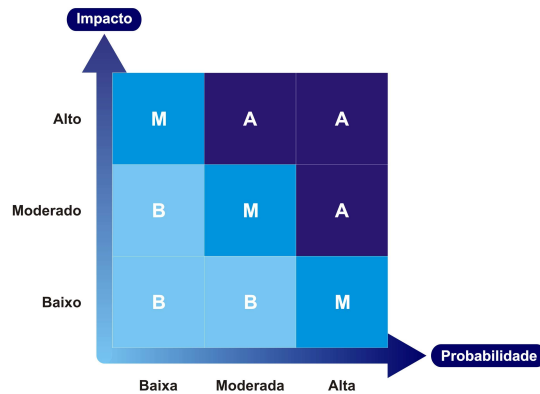 Impacto
Alto M A A
Moderado B M A
Baixo B B M
Probabilidade
Baixa Moderada Alta